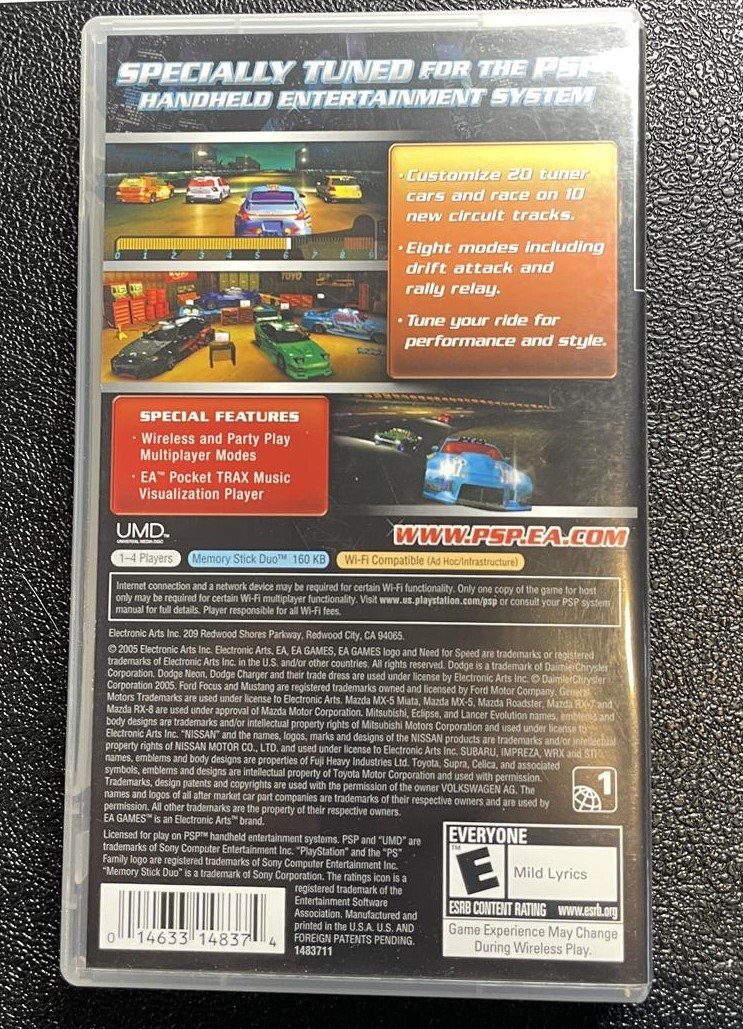 SPECIALLY TUNED FOR THE PSP
HANDHELD ENTERTAINMENT SYSTEM
• Customize 20 tuner
cars and race on 10
new circuit tracks.
• Eight modes including
drift attack and
rally relay.
• Tune your ride for
performance and style.
0 1 2 3 4 5 6 7 8 9
TOYO
SPECIAL FEATURES
• Wireless and Party Play
Multiplayer Modes
• EA™ Pocket TRAX Music
Visualization Player
UMD™
UNIVERSAL MEDIA DISC
WWW.PSP.EA.COM
1–4 Players
Memory Stick Duo™ 160 KB
Wi-Fi Compatible (Ad Hoc/Infrastructure)
Internet connection and a network device may be required for certain Wi-Fi functionality. Only one copy of the game for host
only may be required for certain Wi-Fi multiplayer functionality. Visit www.us.playstation.com/psp or consult your PSP system
manual for full details. Player responsible for all Wi-Fi fees.
Electronic Arts Inc. 209 Redwood Shores Parkway, Redwood City, CA 94065.
© 2005 Electronic Arts Inc. Electronic Arts, EA, EA GAMES, EA GAMES logo and Need for Speed are trademarks or registered
trademarks of Electronic Arts Inc. in the U.S. and/or other countries. All rights reserved. Dodge is a trademark of DaimlerChrysler
Corporation. Dodge Neon, Dodge Charger and their trade dress are used under license by Electronic Arts Inc. © DaimlerChrysler
Corporation 2005. Ford Focus and Mustang are registered trademarks owned and licensed by Ford Motor Company. General
Motors Trademarks are used under license to Electronic Arts. Mazda MX-5 Miata, Mazda MX-5, Mazda Roadster, Mazda RX-7 and
Mazda RX-8 are used under approval of Mazda Motor Corporation. Mitsubishi, Eclipse, and Lancer Evolution names, emblems and
body designs are trademarks and/or intellectual property rights of Mitsubishi Motors Corporation and used under license to
Electronic Arts Inc. "NISSAN" and the names, logos, marks and designs of the NISSAN products are trademarks and/or intellectual
property rights of NISSAN MOTOR CO., LTD. and used under license to Electronic Arts Inc. SUBARU, IMPREZA, WRX and STI
names, emblems and body designs are properties of Fuji Heavy Industries Ltd. Toyota, Supra, Celica, and associated
symbols, emblems and designs are intellectual property of Toyota Motor Corporation and used with permission.
Trademarks, design patents and copyrights are used with the permission of the owner VOLKSWAGEN AG. The
names and logos of all after market car part companies are trademarks of their respective owners and are used by
permission. All other trademarks are the property of their respective owners.
EA GAMES™ is an Electronic Arts™ brand.
1
Licensed for play on PSP™ handheld entertainment systems. PSP and "UMD" are
trademarks of Sony Computer Entertainment Inc. "PlayStation" and the "PS"
Family logo are registered trademarks of Sony Computer Entertainment Inc.
"Memory Stick Duo" is a trademark of Sony Corporation. The ratings icon is a
registered trademark of the
Entertainment Software
Association. Manufactured and
printed in the U.S.A. U.S. AND
FOREIGN PATENTS PENDING.
1483711
0 14633 14837 4
EVERYONE
™
E
Mild Lyrics
ESRB CONTENT RATING www.esrb.org
Game Experience May Change
During Wireless Play.